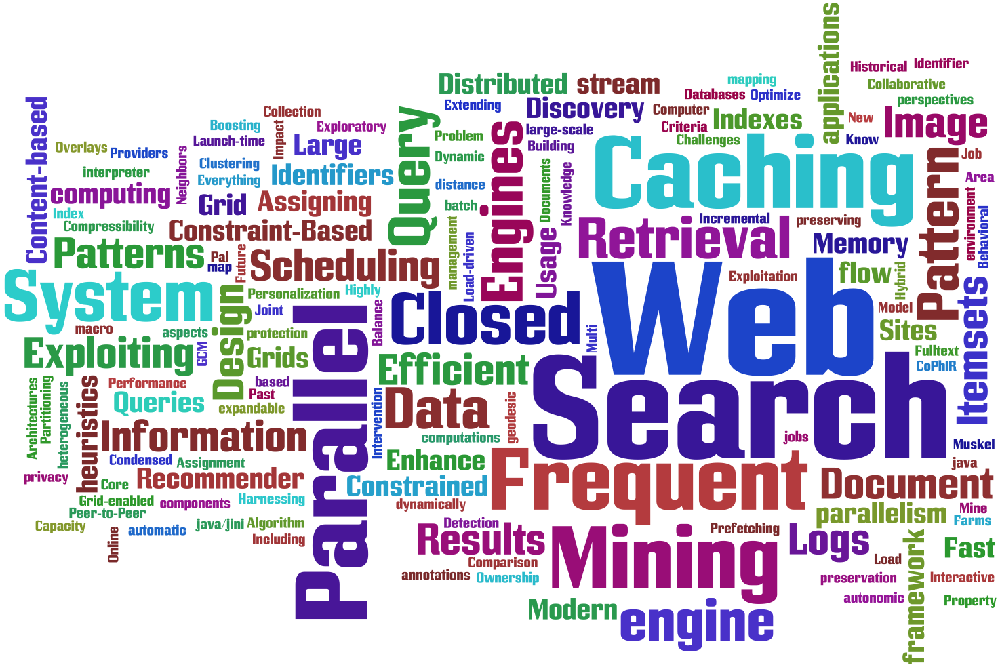 applications
Historical
Identifier
Distributed
stream
mapping
Collaborative
Databases
Optimize
perspectives
Content-based
Collection
Query
Extending
Discovery
Computer
Indexes
New
Image
Boosting
Impact
Exploratory
Problem
Engines
large-scale
Criteria
Launch-time
Large
Building
Challenges
Know
Overlays
Providers
Neighbors
Dynamic
Caching
Pattern
Job
Clustering
interpreter
Identifiers
Everything
distance
Documents
Knowledge
Area
computing
Grid
Assigning
batch
Index
Compressibility
Constraint-Based
management
Load-driven
Usage
Retrieval
Incremental
preserving
environment
Behavioral
Patterns
Pal
map
Future
Scheduling
Memory
System
Design
Personalization
Highly
Closed
Web
Exploitation
flow
Hybrid
Itemsets
Joint
Balance
Model
macro
aspects
protection
Parallel
Multi
Sites
Exploiting
GCM
Grids
Efficient
Search
Fulltext
CoPhIR
Architectures
Partitioning
heterogeneous
heuristics
Performance
based
Past
Queries
expandable
Intervention
Data
geodesic
Information
computations
jobs
Muskel
Condensed
Assignment
Enhance
Frequent
java
privacy
Core
Recommender
Constrained
Document
Grid-enabled
components
Harnessing
dynamically
parallelism
Mine
Peer-to-Peer
Farms
Capacity
Online
automatic
java/jini
Algorithm
Detection
Prefetching
Including
Results
Mining
Logs
framework
Fast
Comparison
Load
annotations
Ownership
preservation
Interactive
Modern
engine
autonomic
Property